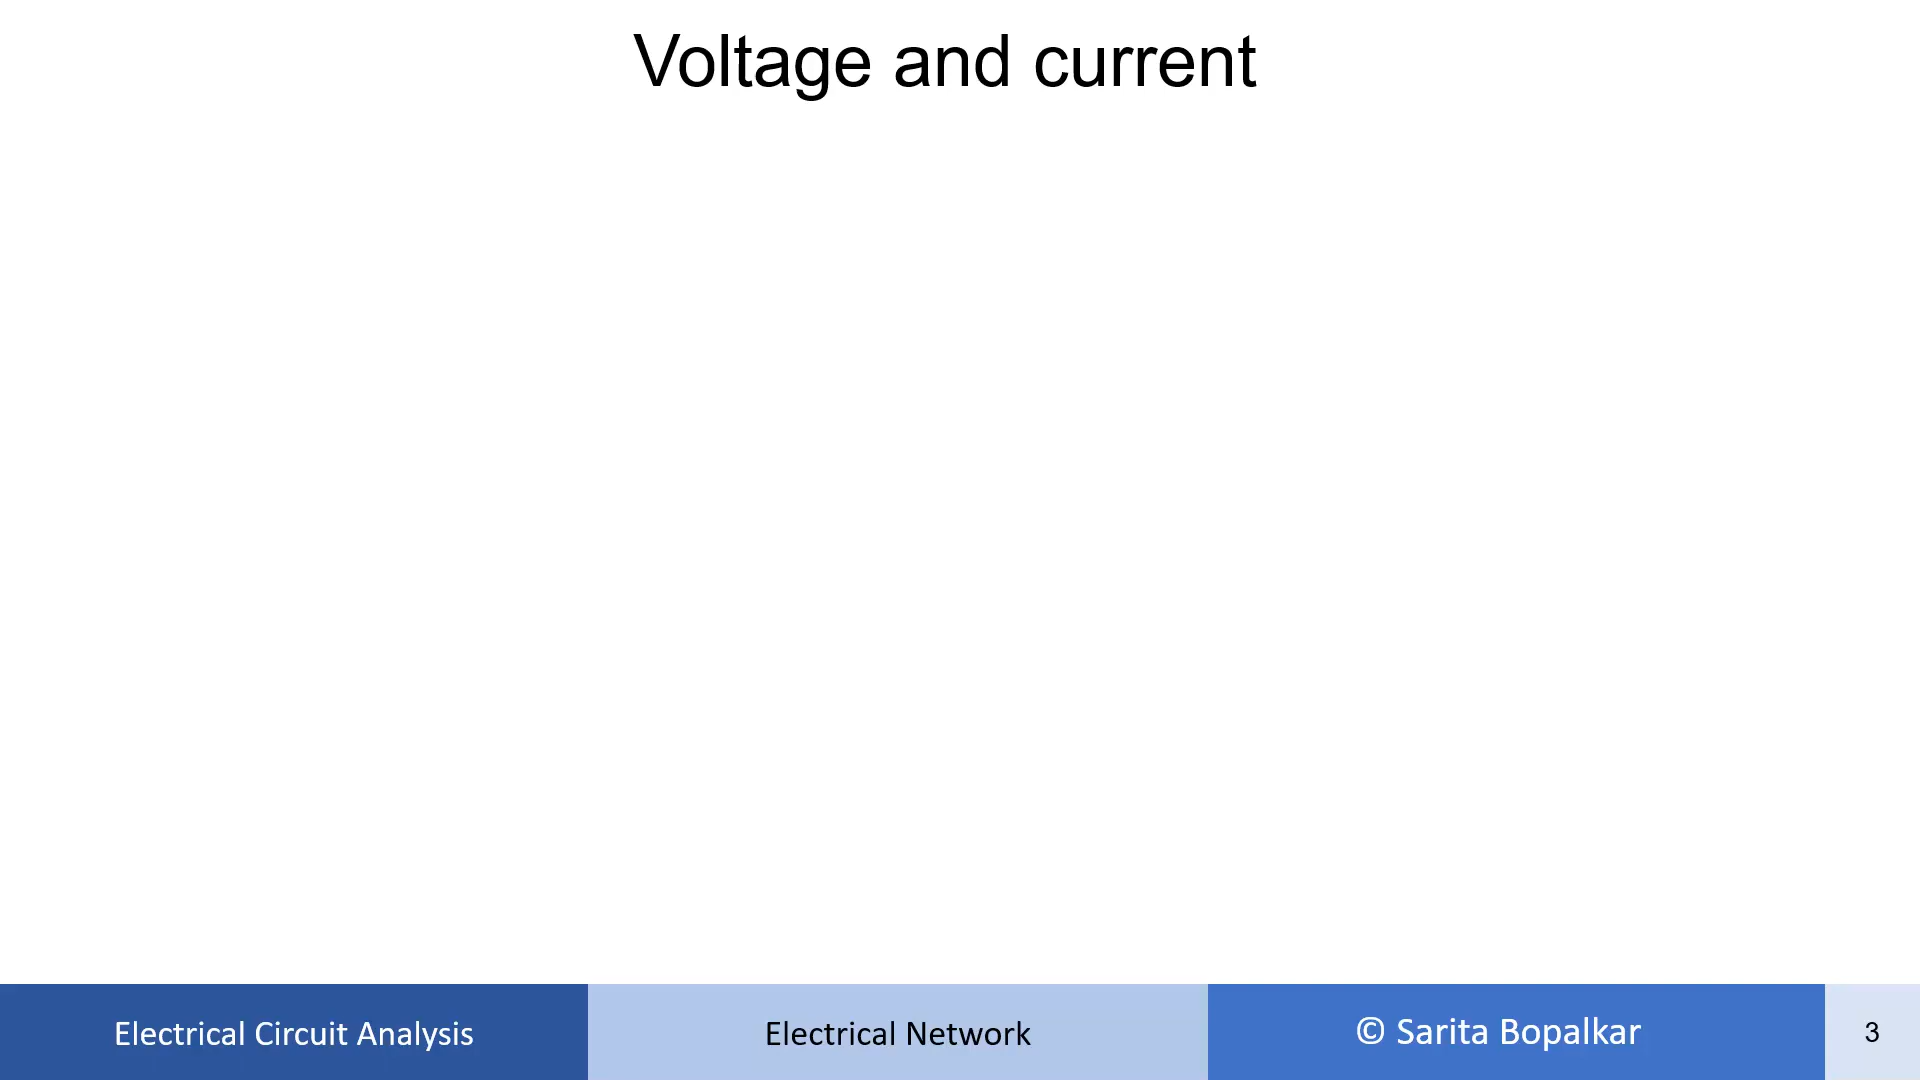 Voltage and current
Electrical Circuit Analysis
Electrical Network
© Sarita Bopalkar
3